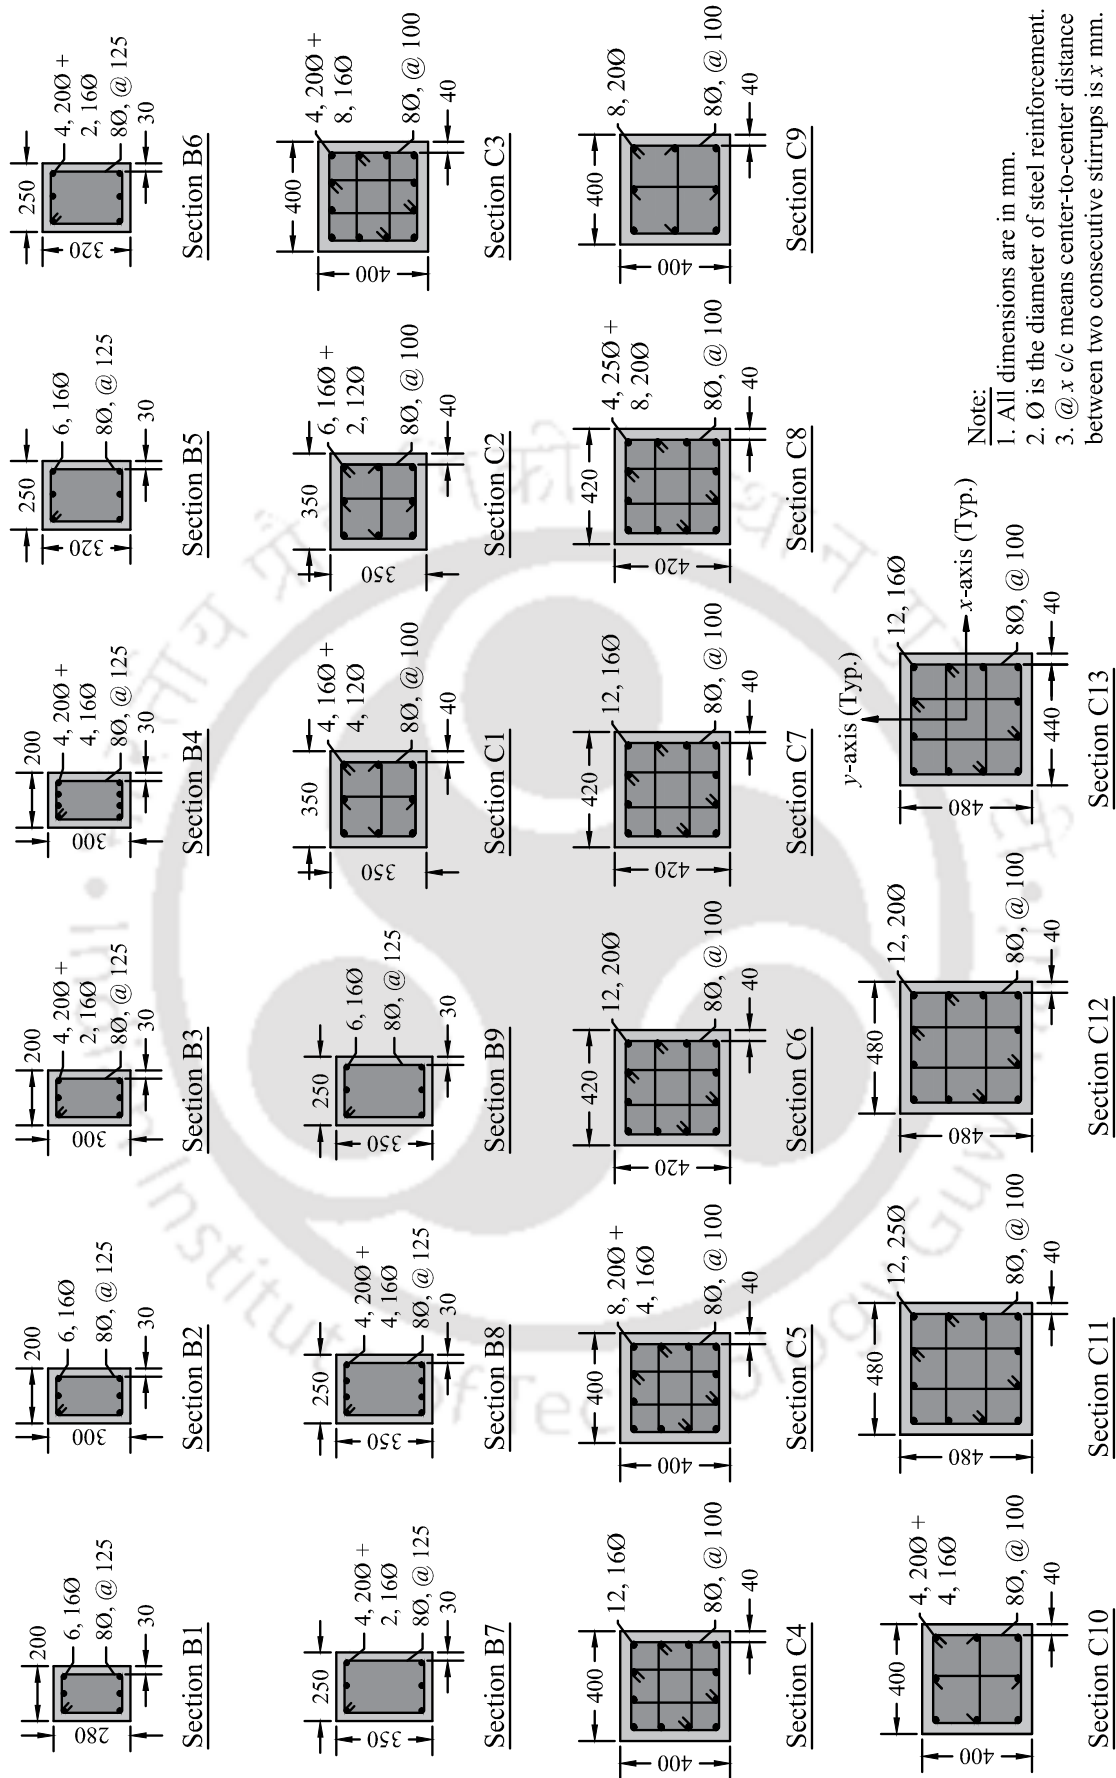 200
280
6, 16Ø
8Ø, @ 125
30
Section B1
200
300
6, 16Ø
8Ø, @ 125
30
Section B2
200
300
4, 20Ø +
2, 16Ø
8Ø, @ 125
30
Section B3
200
300
4, 20Ø +
4, 16Ø
8Ø, @ 125
30
Section B4
250
320
6, 16Ø
8Ø, @ 125
30
Section B5
250
320
4, 20Ø +
2, 16Ø
8Ø, @ 125
30
Section B6
250
350
4, 20Ø +
2, 16Ø
8Ø, @ 125
30
Section B7
250
350
4, 20Ø +
4, 16Ø
8Ø, @ 125
30
Section B8
250
350
6, 16Ø
8Ø, @ 125
30
Section B9
350
350
4, 16Ø +
4, 12Ø
8Ø, @ 100
40
Section C1
350
350
6, 16Ø +
2, 12Ø
8Ø, @ 100
40
Section C2
400
400
4, 20Ø +
8, 16Ø
8Ø, @ 100
40
Section C3
400
400
12, 16Ø
8Ø, @ 100
40
Section C4
400
400
8, 20Ø +
4, 16Ø
8Ø, @ 100
40
Section C5
420
420
12, 20Ø
8Ø, @ 100
40
Section C6
420
420
12, 16Ø
8Ø, @ 100
40
Section C7
420
420
4, 25Ø +
8, 20Ø
8Ø, @ 100
40
Section C8
400
400
8, 20Ø
8Ø, @ 100
40
Section C9
400
400
4, 20Ø +
4, 16Ø
8Ø, @ 100
40
Section C10
480
480
12, 25Ø
8Ø, @ 100
40
Section C11
480
480
12, 20Ø
8Ø, @ 100
40
Section C12
y-axis (Typ.)
12, 16Ø
x-axis (Typ.)
480
8Ø, @ 100
440
40
Section C13
Note:
1. All dimensions are in mm.
2. Ø is the diameter of steel reinforcement.
3. @ x c/c means center-to-center distance
between two consecutive stirrups is x mm.
Institute of Technology